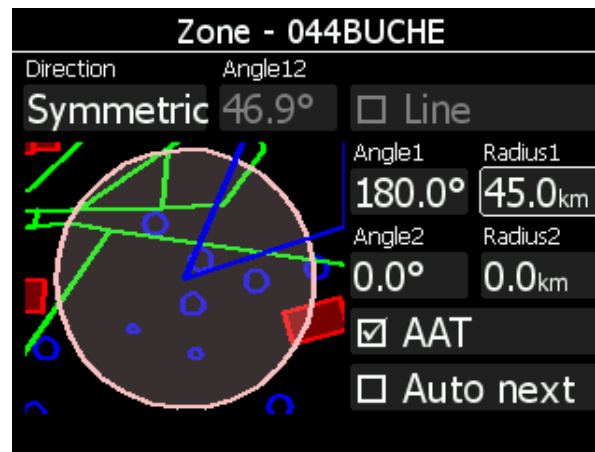 Zone - 044BUCHE
Direction Angle12
Symmetric 46.9° Line
Angle1 Radius1
180.0° 45.0km
Angle2 Radius2
0.0° 0.0km
AAT
Auto next